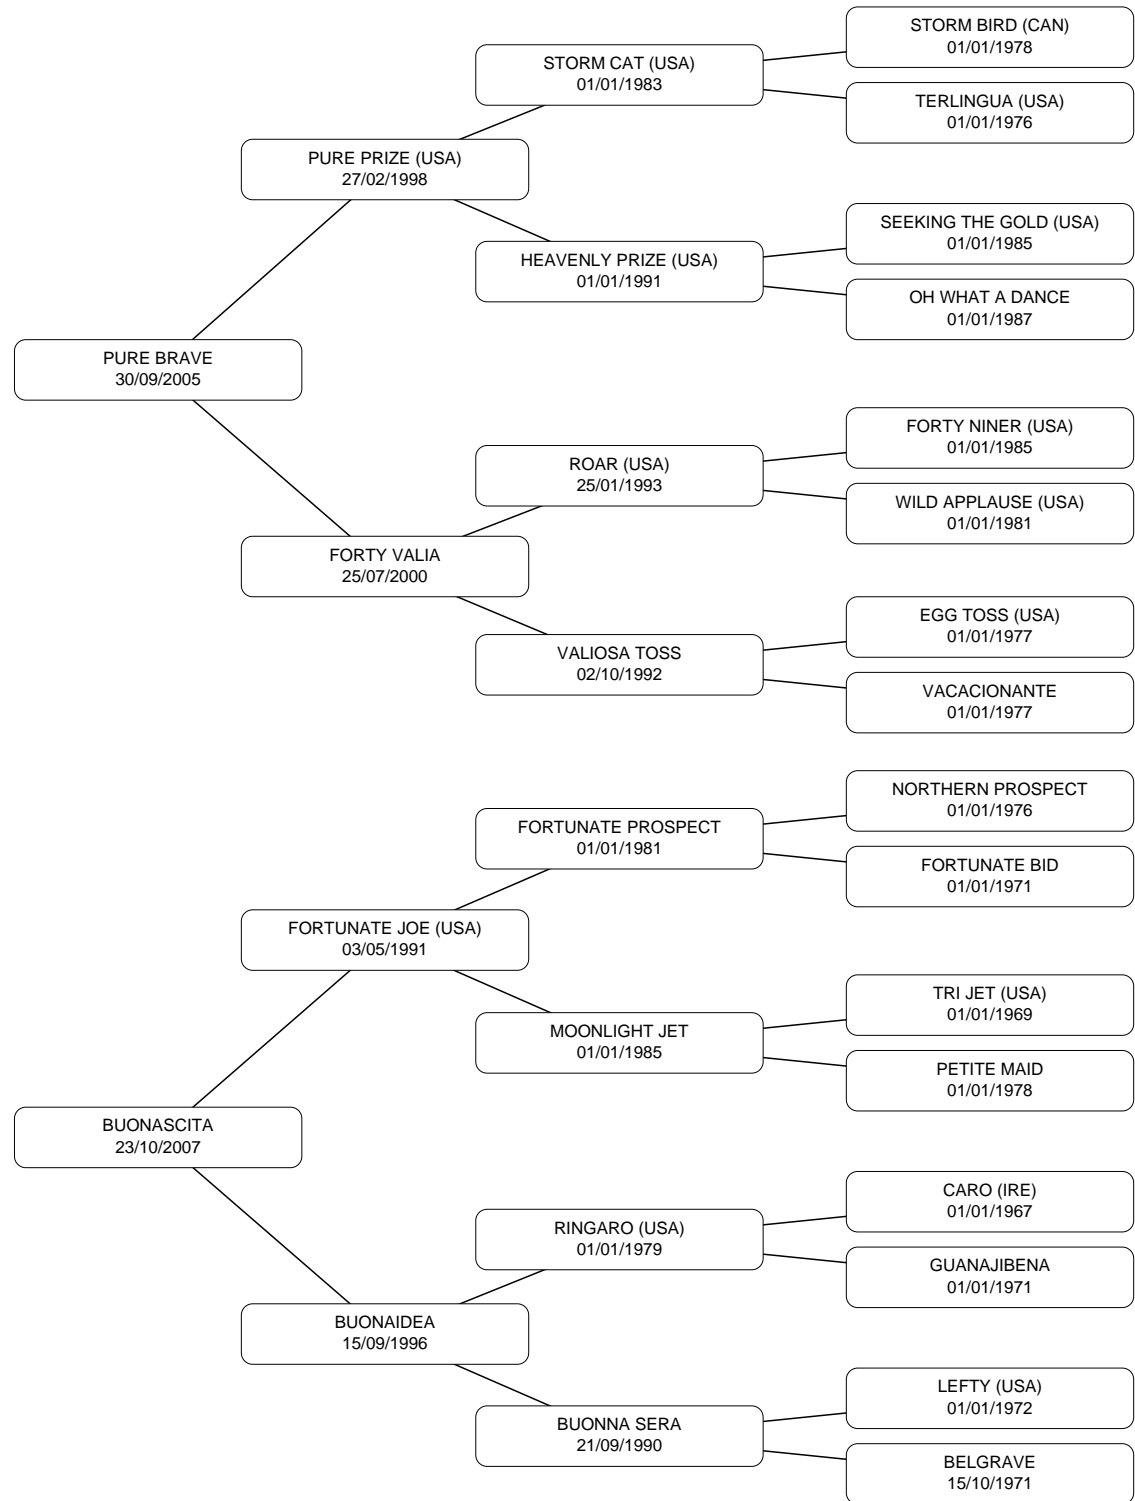 STORM BIRD (CAN)
01/01/1978
STORM CAT (USA)
01/01/1983
TERLINGUA (USA)
01/01/1976
PURE PRIZE (USA)
27/02/1998
SEEKING THE GOLD (USA)
01/01/1985
HEAVENLY PRIZE (USA)
01/01/1991
OH WHAT A DANCE
01/01/1987
PURE BRAVE
30/09/2005
FORTY NINER (USA)
01/01/1985
ROAR (USA)
25/01/1993
WILD APPLAUSE (USA)
01/01/1981
FORTY VALIA
25/07/2000
EGG TOSS (USA)
01/01/1977
VALIOSA TOSS
02/10/1992
VACACIONANTE
01/01/1977
NORTHERN PROSPECT
01/01/1976
FORTUNATE PROSPECT
01/01/1981
FORTUNATE BID
01/01/1971
FORTUNATE JOE (USA)
03/05/1991
TRI JET (USA)
01/01/1969
MOONLIGHT JET
01/01/1985
PETITE MAID
01/01/1978
BUONASCITA
23/10/2007
CARO (IRE)
01/01/1967
RINGARO (USA)
01/01/1979
GUANAJIBENA
01/01/1971
BUONAIDEA
15/09/1996
LEFTY (USA)
01/01/1972
BUONNA SERA
21/09/1990
BELGRAVE
15/10/1971